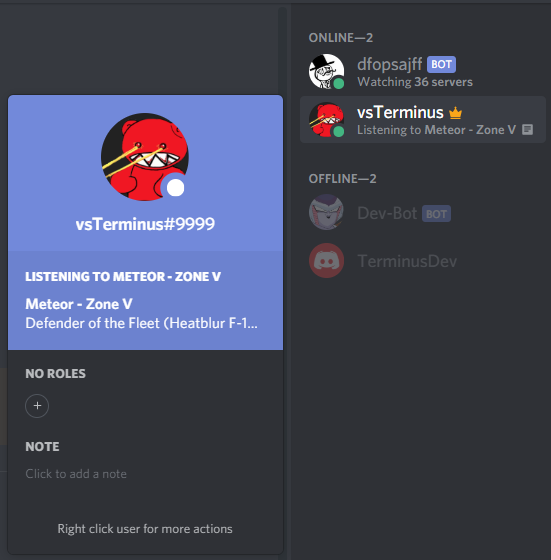 vsTerminus#9999
LISTENING TO METEOR - ZONE V
Meteor - Zone V
Defender of the Fleet (Heatblur F-1...
NO ROLES
+
NOTE
Click to add a note
Right click user for more actions
ONLINE—2
dfopsajff BOT
Watching 36 servers
vsTerminus
Listening to Meteor - Zone V
OFFLINE—2
Dev-Bot BOT
TerminusDev